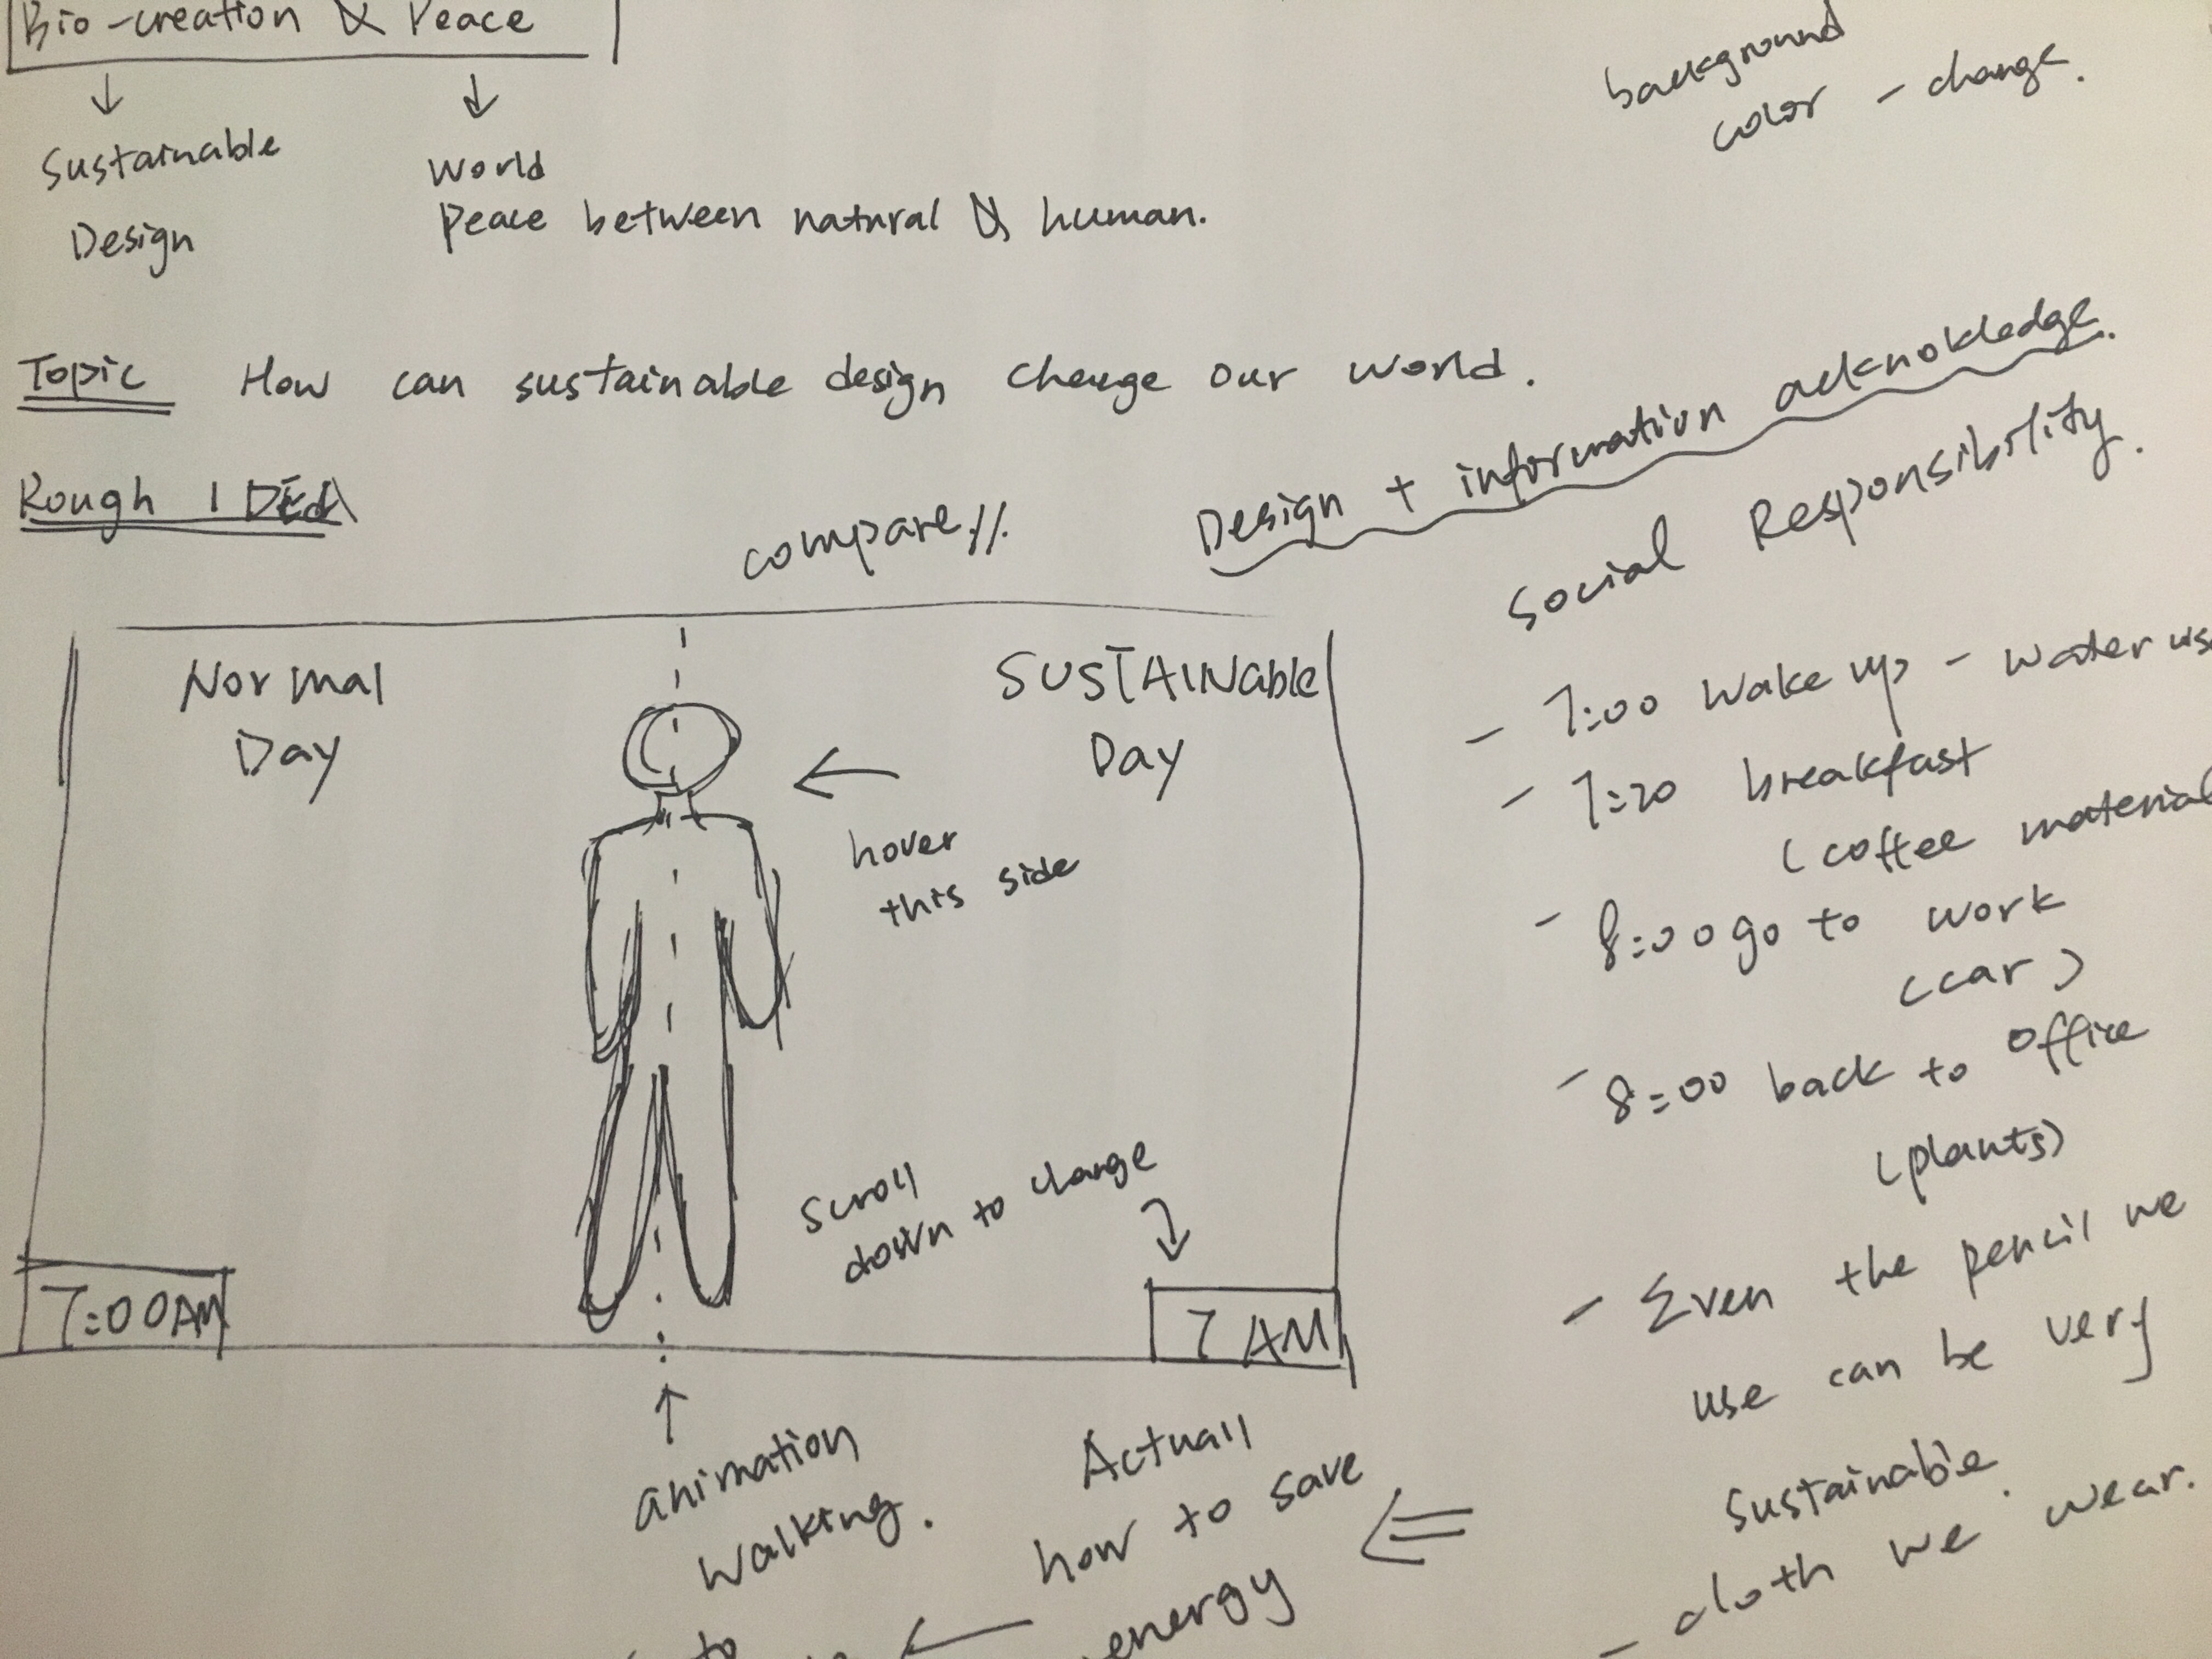 Bio-creation & Peace
Sustainable
Design
World
Peace between natural & human.
background
color - change.
Topic How can sustainable design change our world.
Rough IDEA
compare
Design + information acknokledge.
Social Responsibility.
Normal
Day
SUSTAINable
Day
hover
this side
scroll
down to change
7:00AM
7 AM
animation
walking.
Actuall
how to save
energy
to
- 7:00 wake up - water us
- 7:20 breakfast
(coffee material
- 8:00 go to work
(car)
- 8:00 back to office
(plants)
- Even the pencil we
use can be very
sustainable.
- cloth we wear.